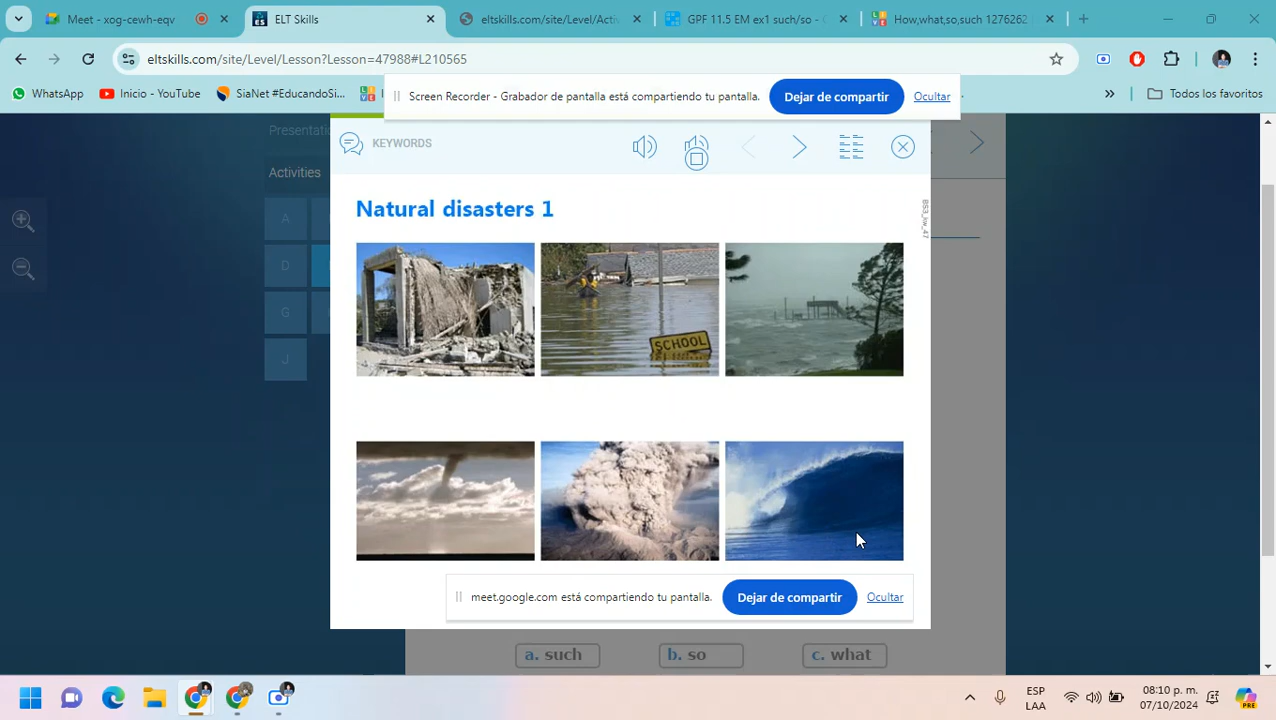 Meet - xog-cewh-eqv
ELT Skills
eltskills.com/site/Level/Activ
GPF 11.5 EM ex1 such/so -
How,what,so,such 1276262
eltskills.com/site/Level/Lesson?Lesson=47988#L210565
WhatsApp
Inicio - YouTube
SiaNet #EducandoSi...
Todos los favoritos
Screen Recorder - Grabador de pantalla está compartiendo tu pantalla.
Dejar de compartir
Ocultar
Presentatio
Activities
A
D
G
J
KEYWORDS
Natural disasters 1
BS3_kw_47
SCHOOL
meet.google.com está compartiendo tu pantalla.
Dejar de compartir
Ocultar
a. such
b. so
c. what
ESP
LAA
08:10 p. m.
07/10/2024
PRE